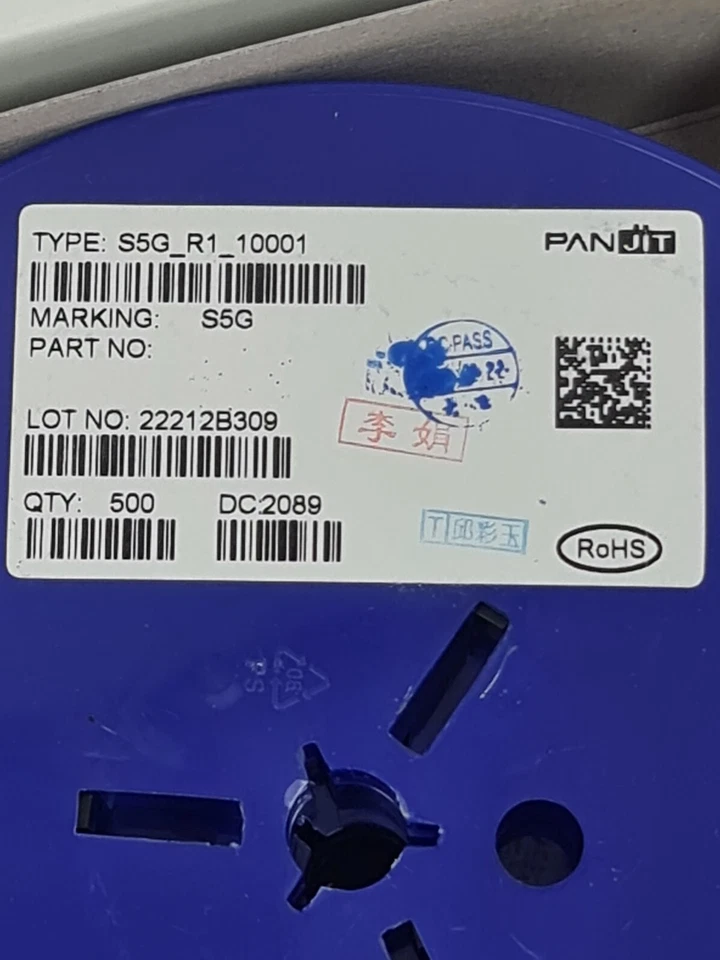 TYPE: S5G_R1_10001
PANJIT
MARKING: S5G
PART NO:
PASS
22
LOT NO: 22212B309
李娟
QTY: 500 DC:2089
T 邱彩玉
RoHS
PS